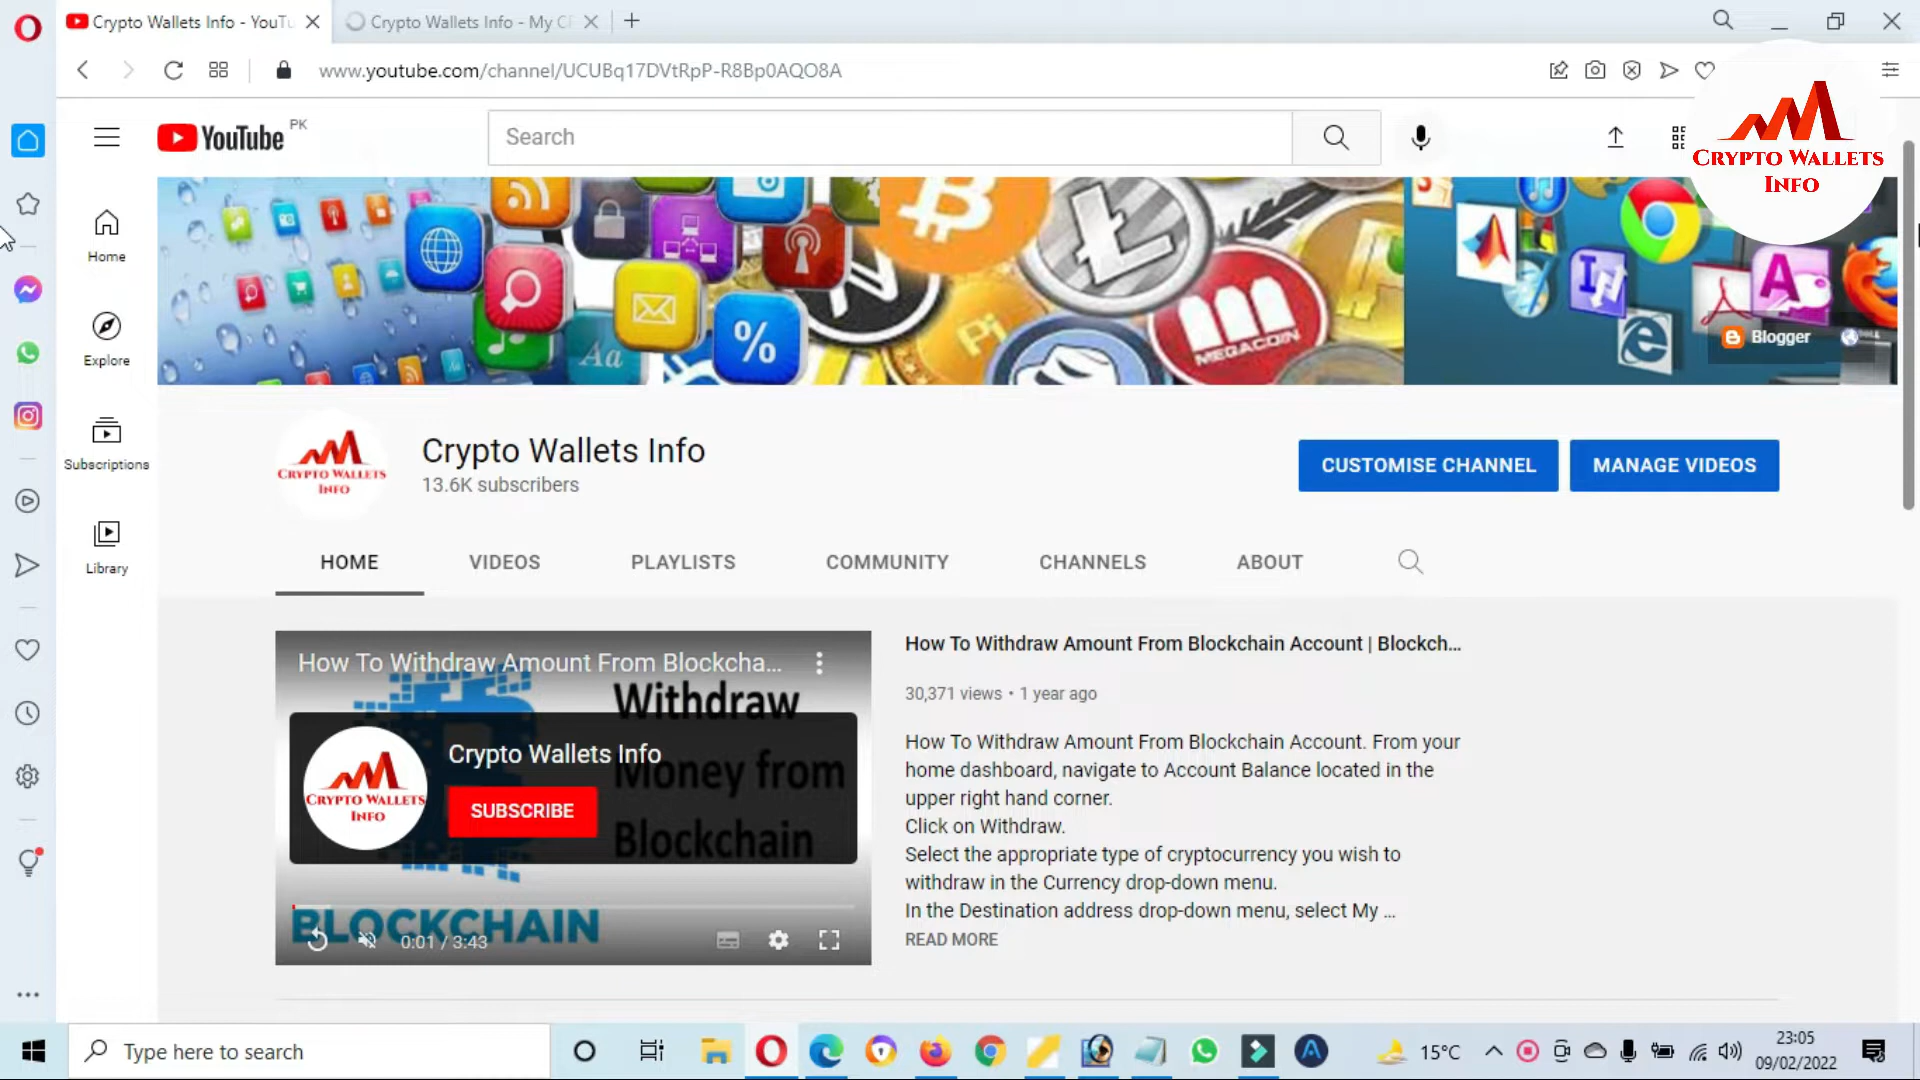 Crypto Wallets Info - YouTu
Crypto Wallets Info - My C
www.youtube.com/channel/UCUBq17DVtRpP-R8Bp0AQO8A
YouTube PK
Search
CRYPTO WALLETS
INFO
Home
Explore
Subscriptions
Library
Aa
%
Pi
MEGACOIN
Blogger
CRYPTO WALLETS
INFO
Crypto Wallets Info
13.6K subscribers
CUSTOMISE CHANNEL
MANAGE VIDEOS
HOME
VIDEOS
PLAYLISTS
COMMUNITY
CHANNELS
ABOUT
How To Withdraw Amount From Blockcha...
Withdraw
Money from
Blockchain
CRYPTO WALLETS
INFO
Crypto Wallets Info
SUBSCRIBE
BLOCKCHAIN
0:01 / 3:43
How To Withdraw Amount From Blockchain Account | Blockch...
30,371 views • 1 year ago
How To Withdraw Amount From Blockchain Account. From your
home dashboard, navigate to Account Balance located in the
upper right hand corner.
Click on Withdraw.
Select the appropriate type of cryptocurrency you wish to
withdraw in the Currency drop-down menu.
In the Destination address drop-down menu, select My ...
READ MORE
Type here to search
15°C
23:05
09/02/2022